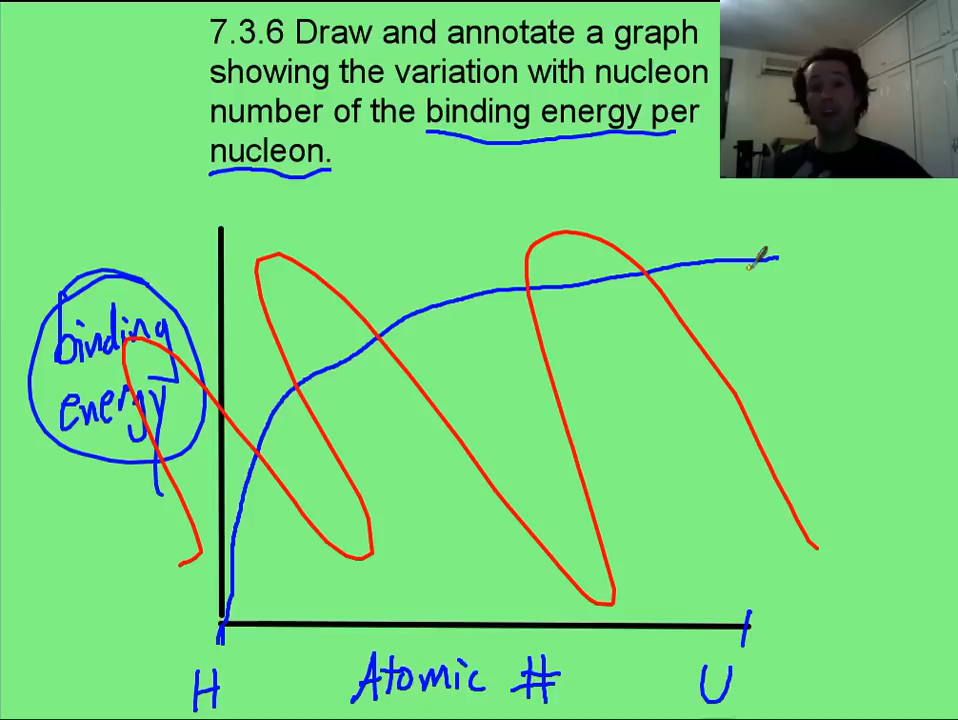 7.3.6 Draw and annotate a graph
showing the variation with nucleon
number of the binding energy per
nucleon.
binding
energy
H Atomic # U